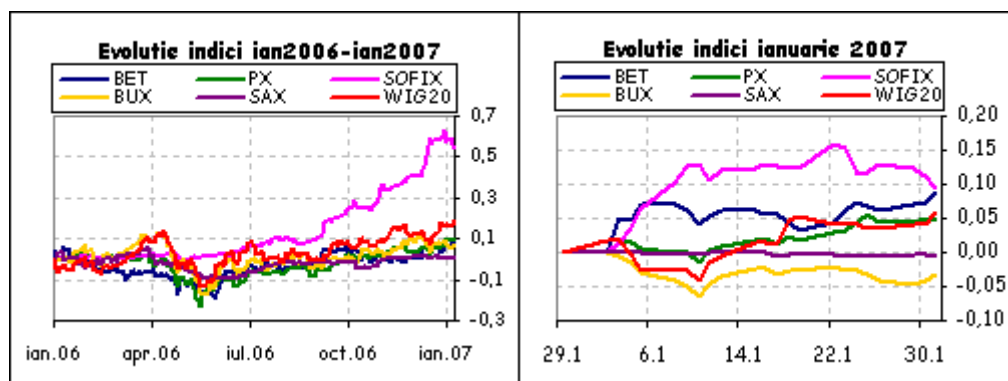 Evolutie indici ian2006-ian2007
BET PX SOFIX
BUX SAX WIG20
0,7
0,5
0,3
0,1
-0,1
-0,3
ian.06 apr.06 iul.06 oct.06 ian.07
Evolutie indici ianuarie 2007
BET PX SOFIX
BUX SAX WIG20
0,20
0,15
0,10
0,05
0,00
-0,05
-0,10
29.1 6.1 14.1 22.1 30.1